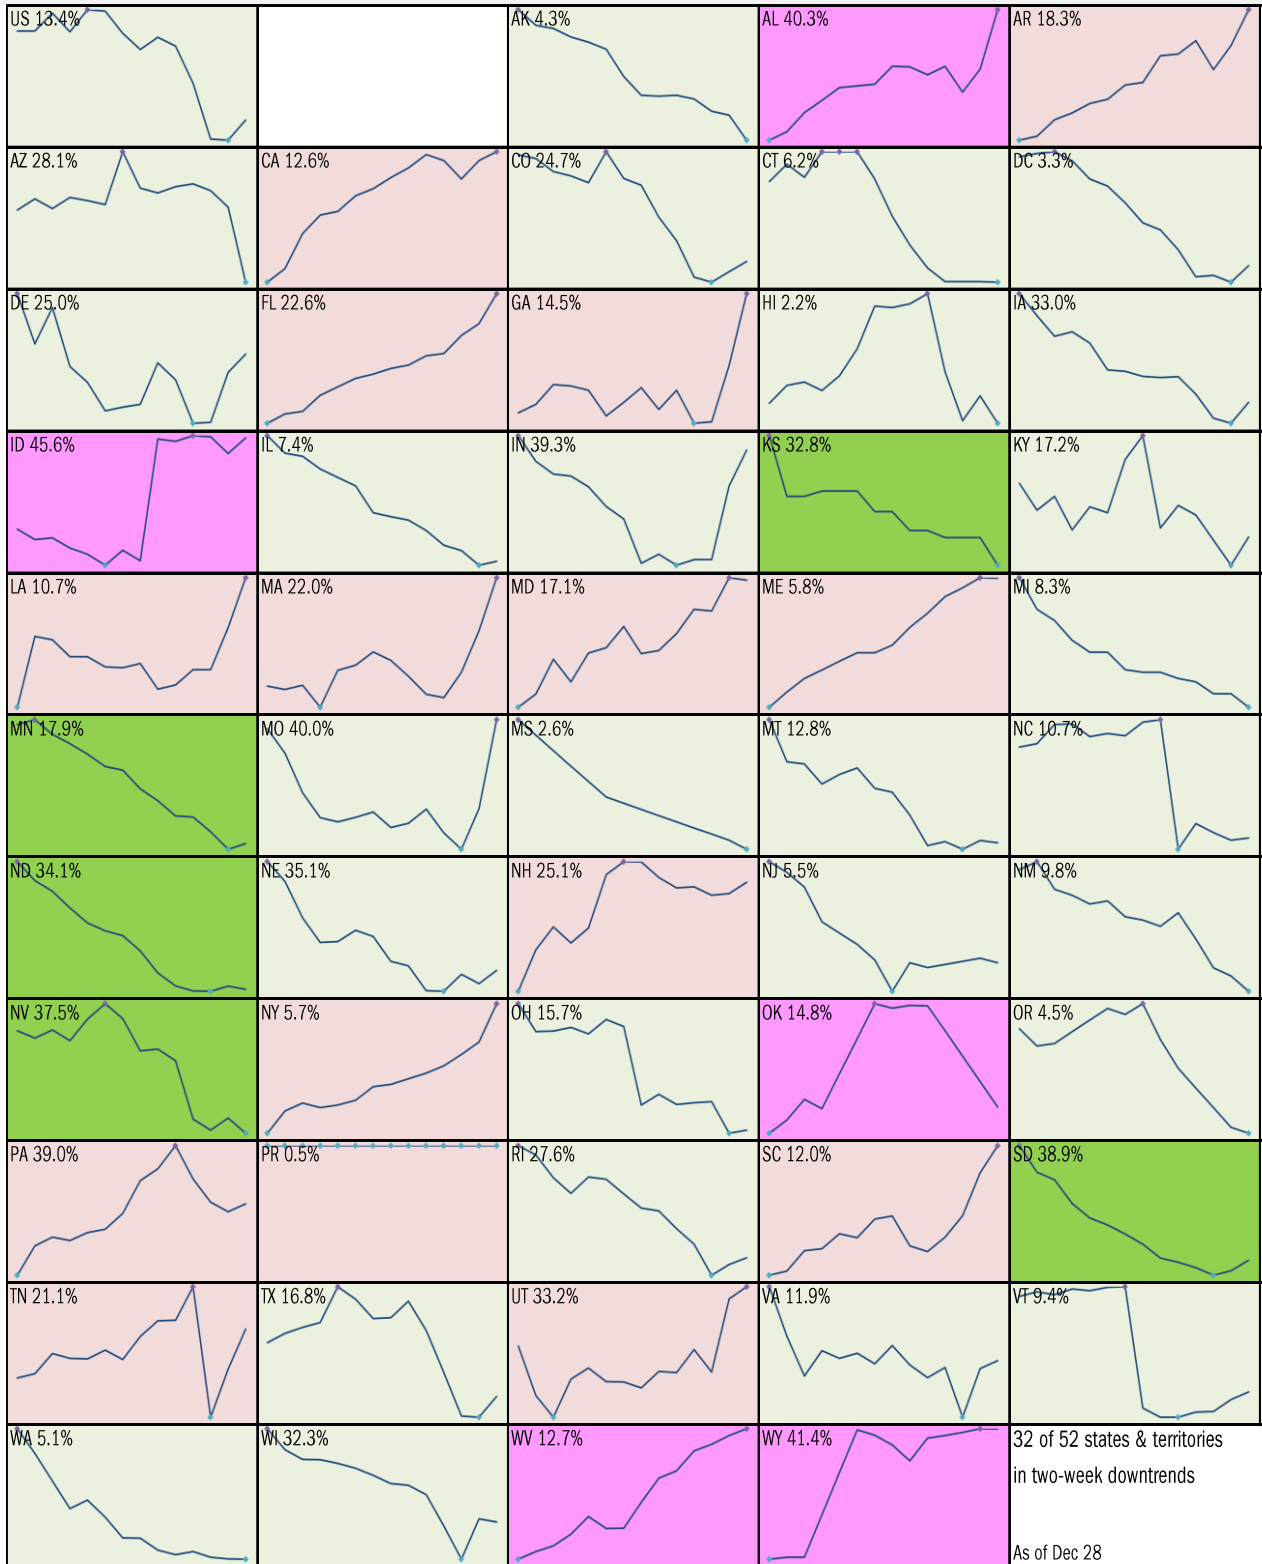 US 13.4%
AK 4.3%
AL 40.3%
AR 18.3%
AZ 28.1%
CA 12.6%
CO 24.7%
CT 6.2%
DC 3.3%
DE 25.0%
FL 22.6%
GA 14.5%
HI 2.2%
IA 33.0%
ID 45.6%
IL 7.4%
IN 39.3%
KS 32.8%
KY 17.2%
LA 10.7%
MA 22.0%
MD 17.1%
ME 5.8%
MI 8.3%
MN 17.9%
MO 40.0%
MS 2.6%
MT 12.8%
NC 10.7%
ND 34.1%
NE 35.1%
NH 25.1%
NJ 5.5%
NM 9.8%
NV 37.5%
NY 5.7%
OH 15.7%
OK 14.8%
OR 4.5%
PA 39.0%
PR 0.5%
RI 27.6%
SC 12.0%
SD 38.9%
TN 21.1%
TX 16.8%
UT 33.2%
VA 11.9%
VT 9.4%
WA 5.1%
WI 32.3%
WV 12.7%
WY 41.4%
32 of 52 states & territories
in two-week downtrends
As of Dec 28